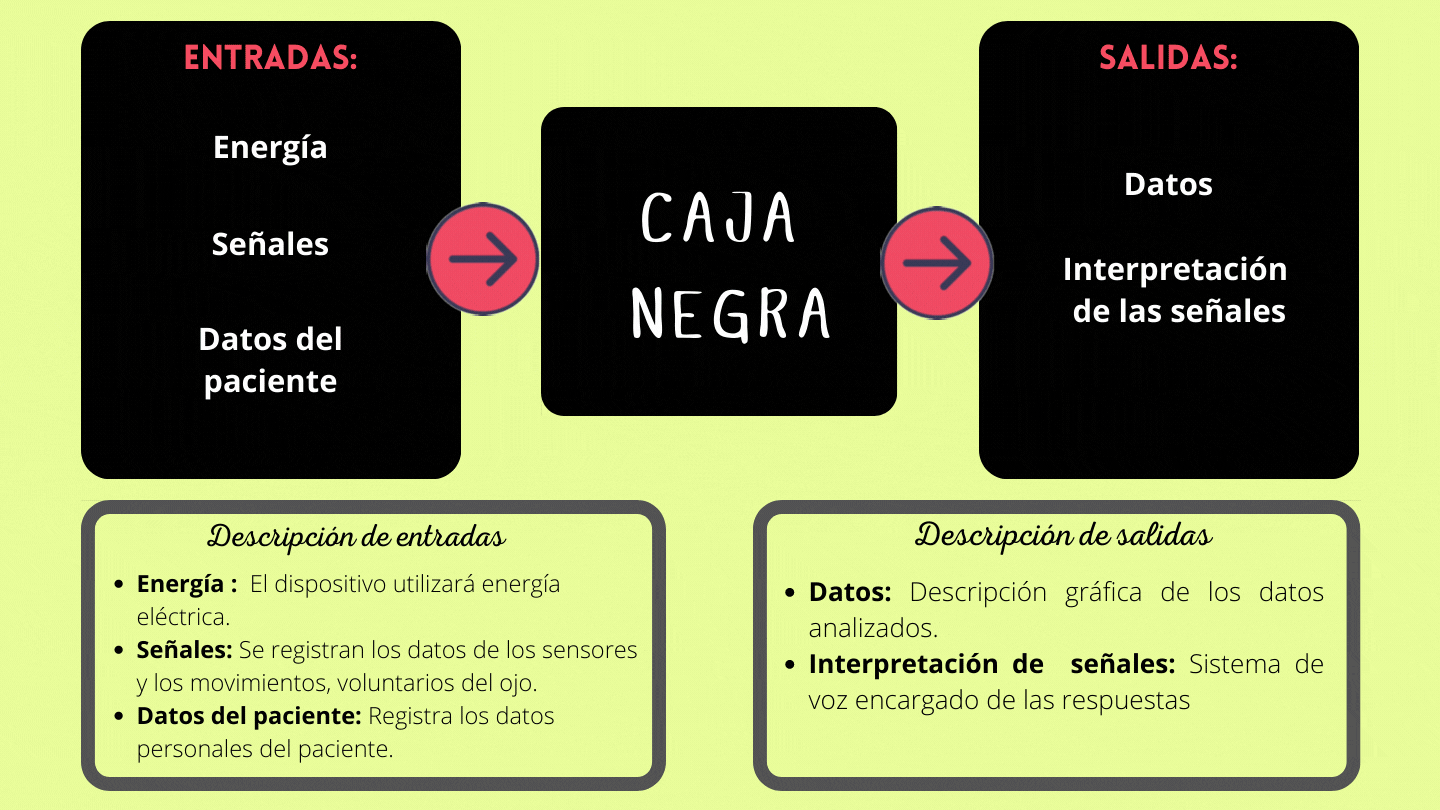 ENTRADAS:
Energía
Señales
Datos del
paciente
CAJA
NEGRA
SALIDAS:
Datos
Interpretación
de las señales
Descripción de entradas
• Energía : El dispositivo utilizará energía
eléctrica.
• Señales: Se registran los datos de los sensores
y los movimientos, voluntarios del ojo.
• Datos del paciente: Registra los datos
personales del paciente.
Descripción de salidas
• Datos: Descripción gráfica de los datos
analizados.
• Interpretación de señales: Sistema de
voz encargado de las respuestas